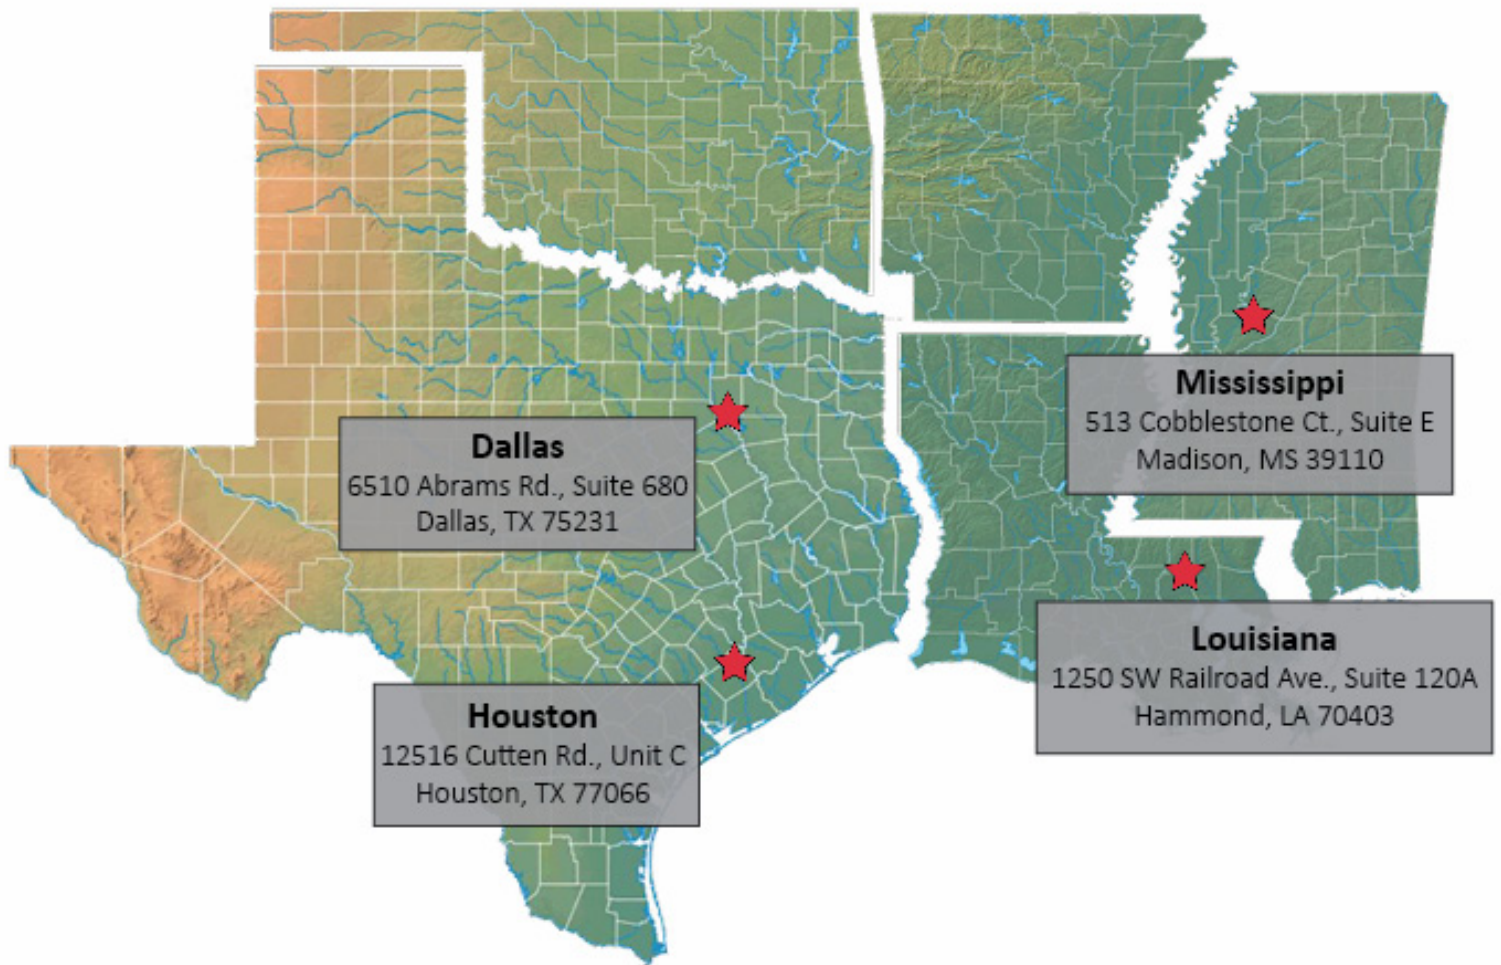 Mississippi
513 Cobblestone Ct., Suite E
Madison, MS 39110
Dallas
6510 Abrams Rd., Suite 680
Dallas, TX 75231
Louisiana
1250 SW Railroad Ave., Suite 120A
Hammond, LA 70403
Houston
12516 Cutten Rd., Unit C
Houston, TX 77066